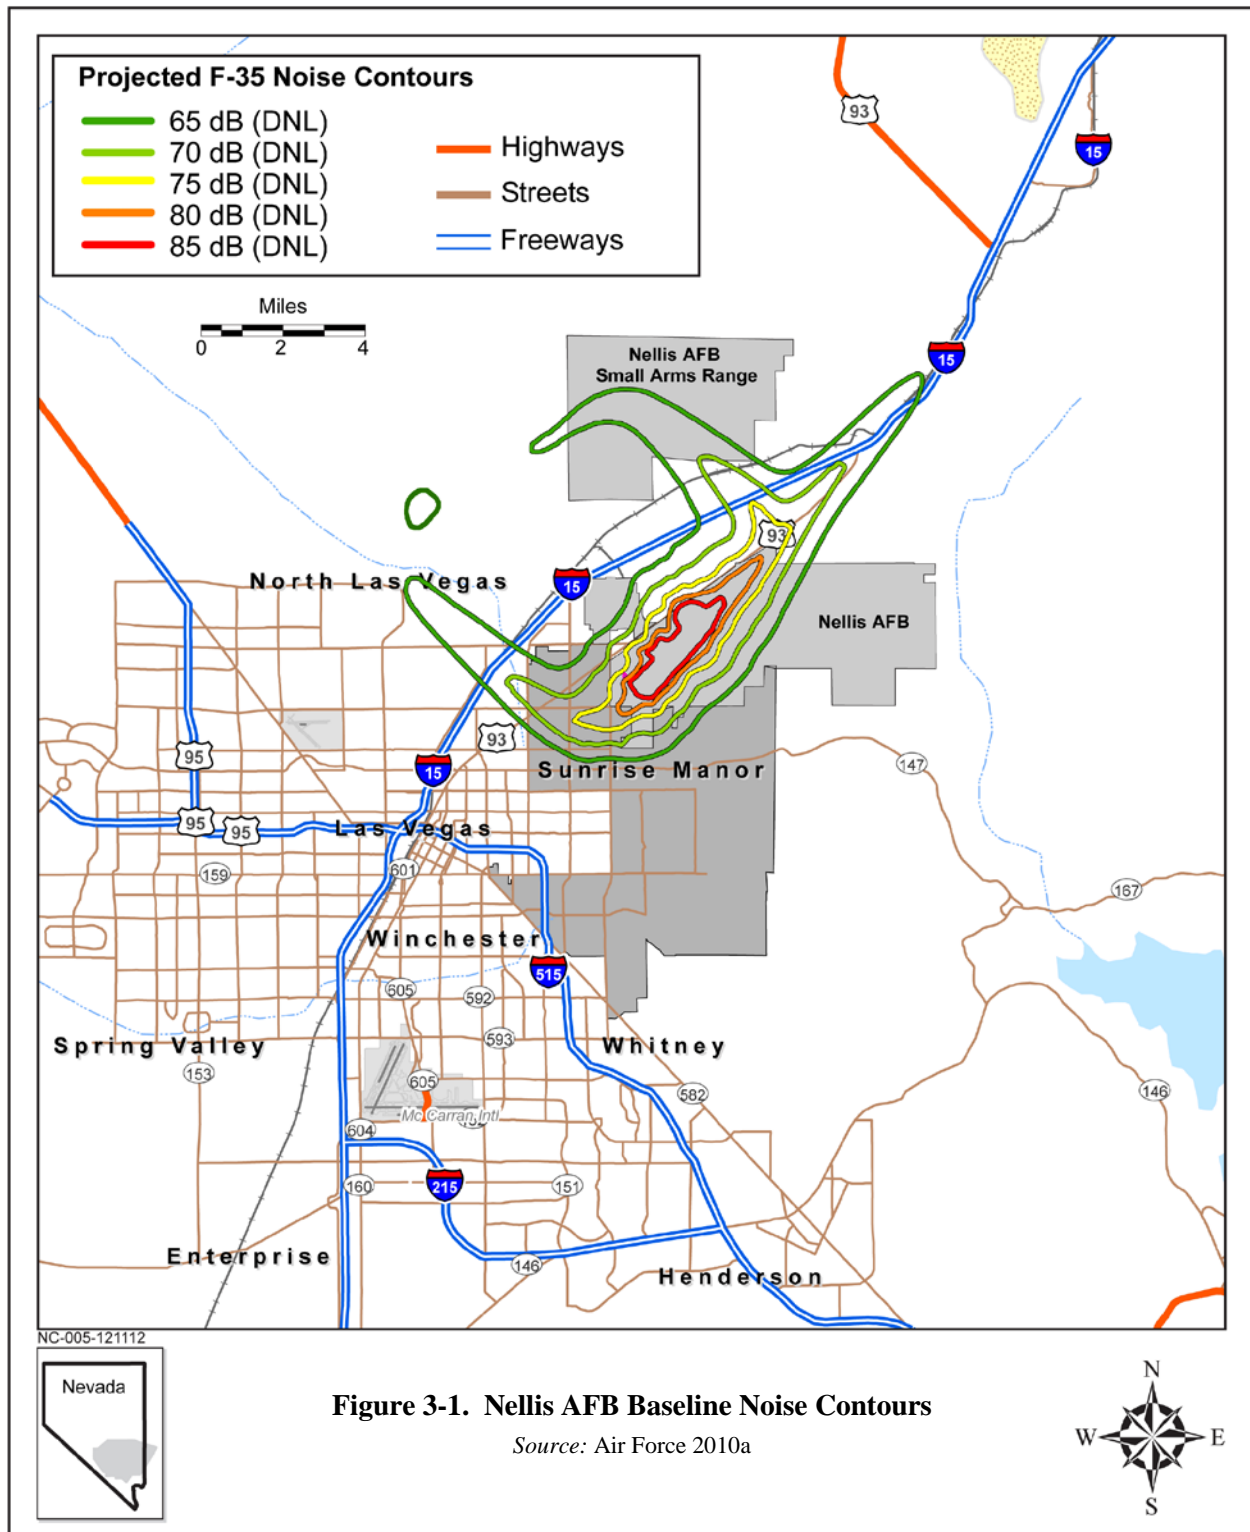 Projected F-35 Noise Contours
65 dB (DNL)
70 dB (DNL)
75 dB (DNL)
80 dB (DNL)
85 dB (DNL)
Highways
Streets
Freeways
93
15
Miles
0 2 4
Nellis AFB
Small Arms Range
15
93
North Las Vegas
15
Nellis AFB
93
95
15
Sunrise Manor
147
95
95
Las Vegas
159
601
167
Winchester
515
605
592
593
Spring Valley
Whitney
153
605
582
146
Mc Carran Intl
604
160
215
151
Enterprise
146
Henderson
NC-005-121112
Nevada
Figure 3-1. Nellis AFB Baseline Noise Contours
Source: Air Force 2010a
N
W E
S